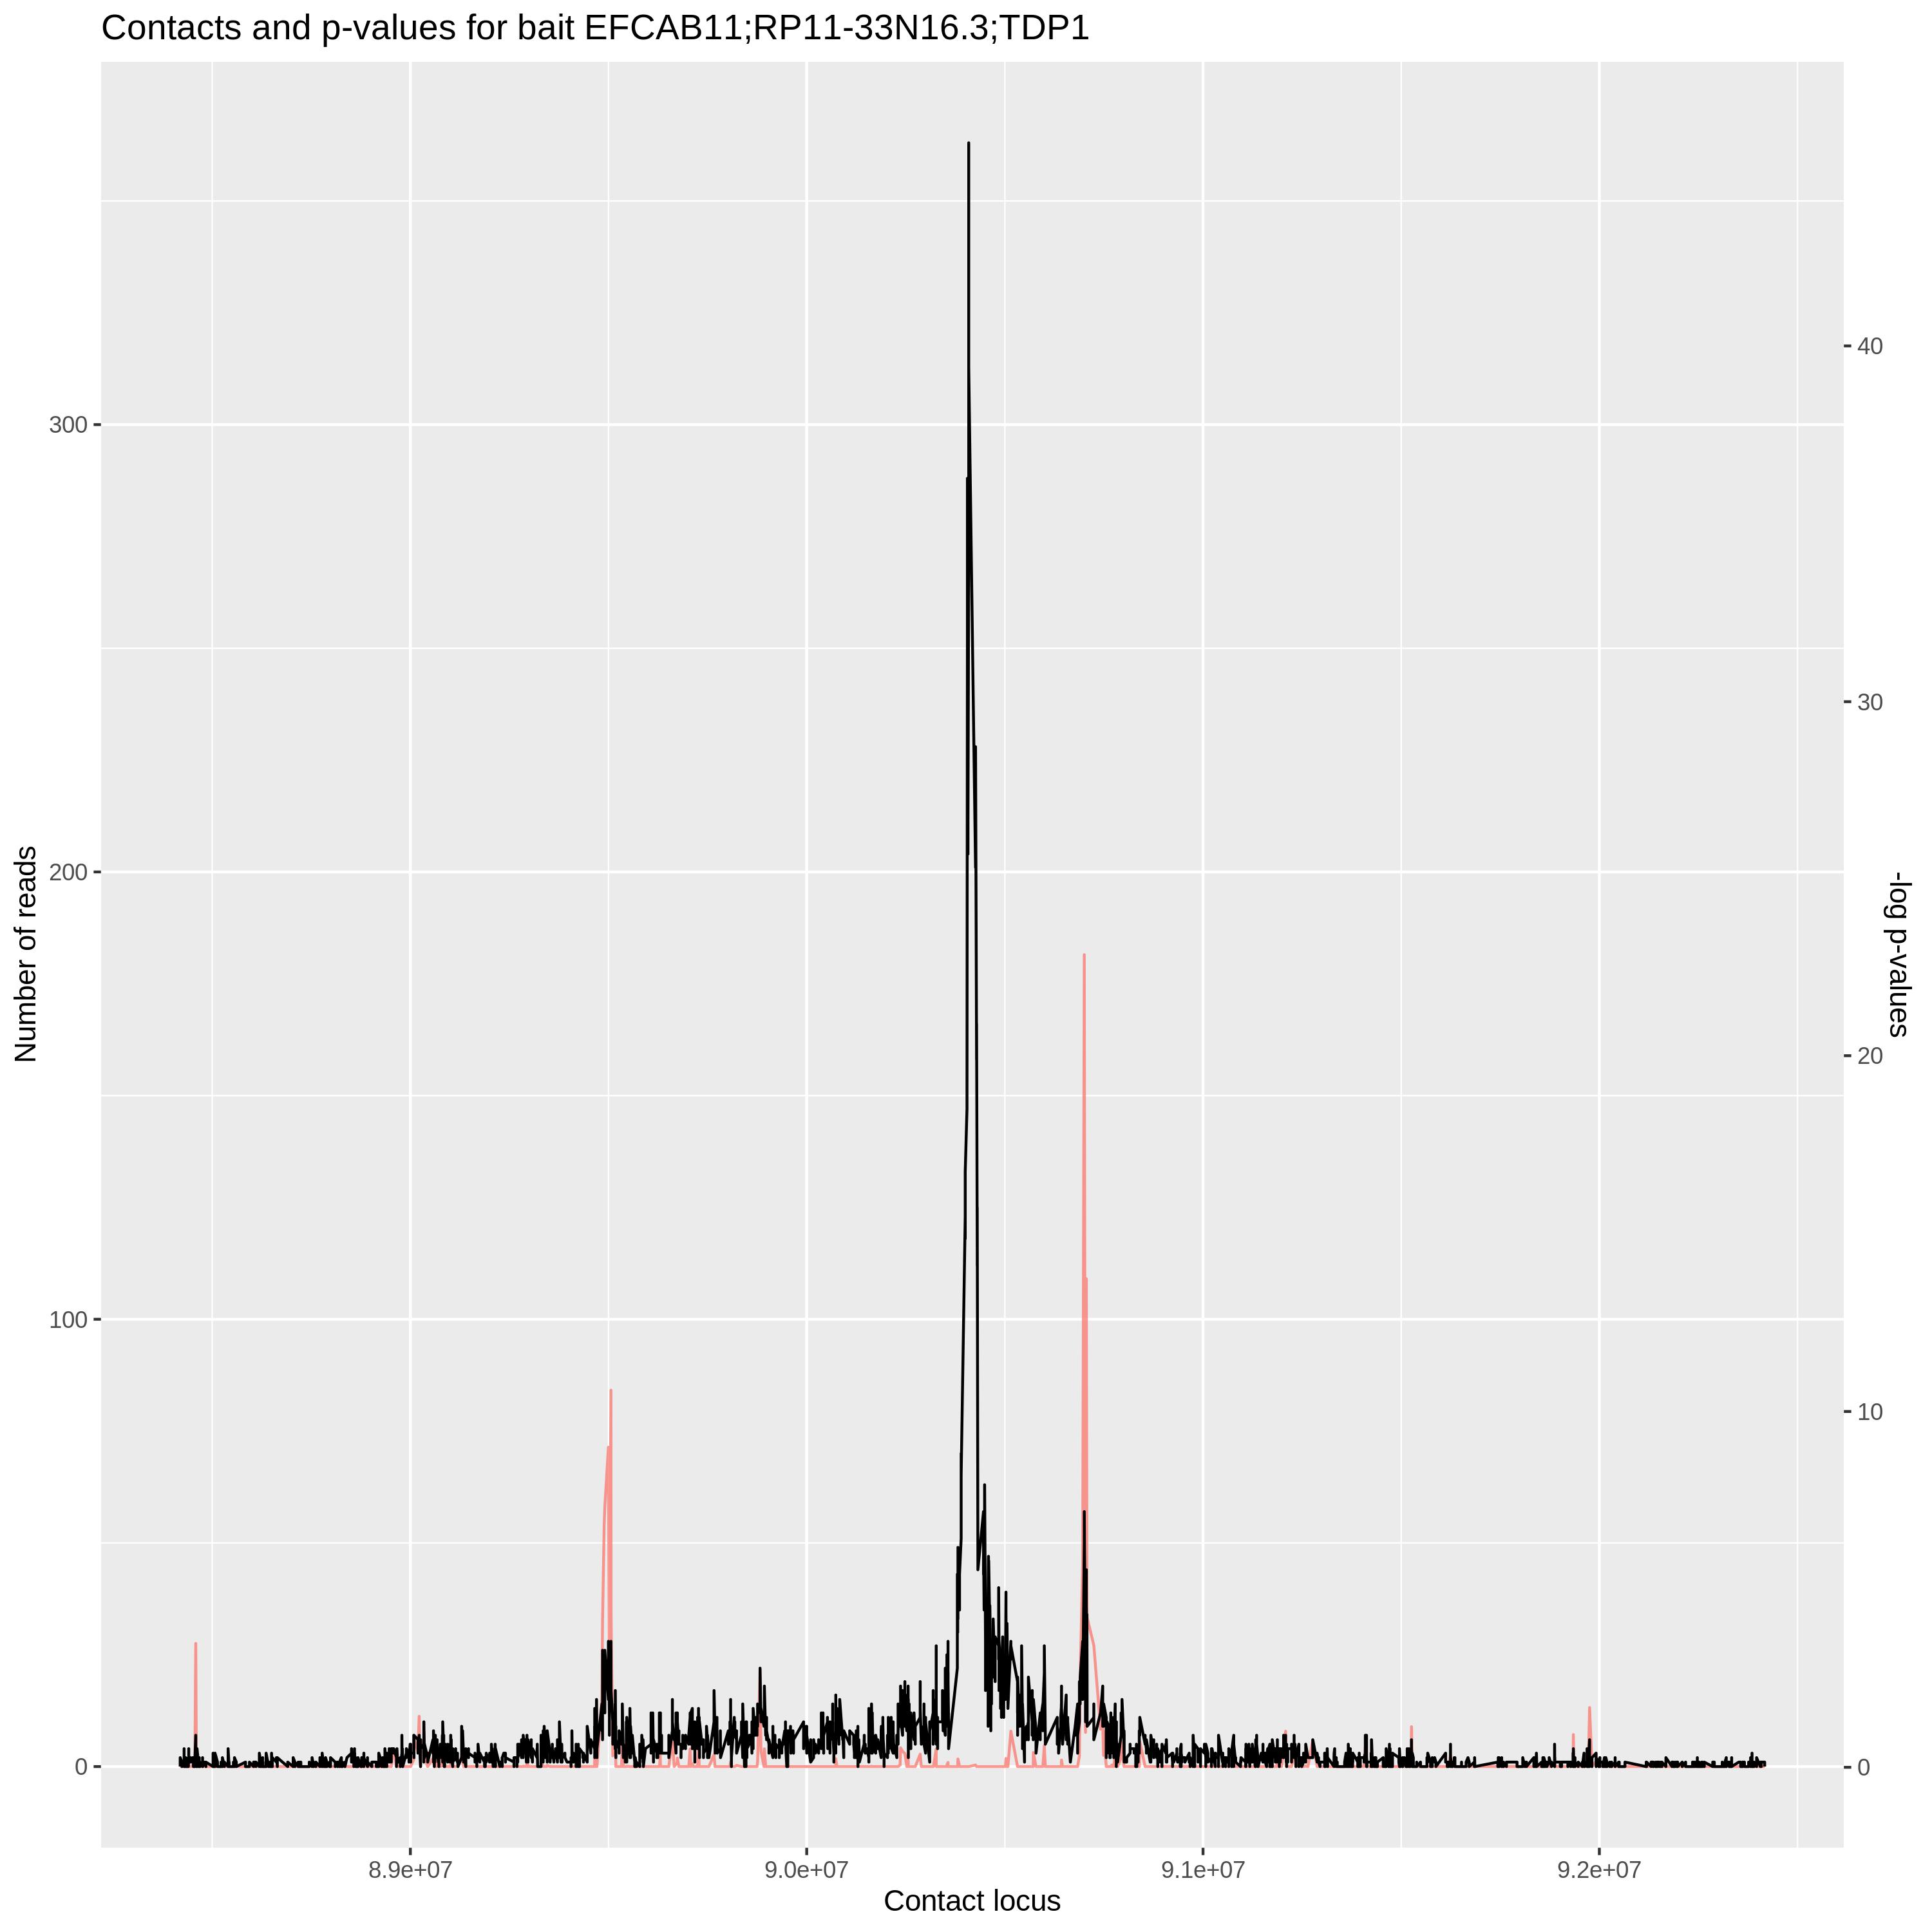 Contacts and p-values for bait EFCAB11;RP11-33N16.3;TDP1
300
200
100
0
Number of reads
40
30
20
10
0
-log p-values
8.9e+07 9.0e+07 9.1e+07 9.2e+07
Contact locus